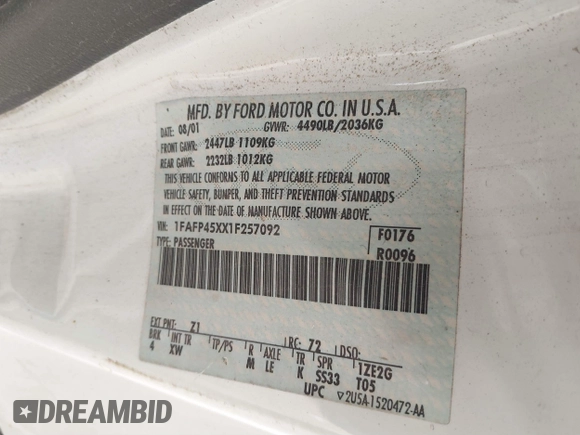 MFD. BY FORD MOTOR CO. IN U.S.A.
DATE: 08/01 GVWR: 4490LB/2036KG
FRONT GAWR: 2447LB 1109KG
REAR GAWR: 2232LB 1012KG
THIS VEHICLE CONFORMS TO ALL APPLICABLE FEDERAL MOTOR
VEHICLE SAFETY, BUMPER, AND THEFT PREVENTION STANDARDS
IN EFFECT ON THE DATE OF MANUFACTURE SHOWN ABOVE.
VIN: 1FAFP45XX1F257092 F0176
TYPE: PASSENGER R0096
EXT PNT: Z1 RC: 72 DSO:
BRK INT TR TP/PS R AXLE TR SPR 1ZE2G
4 XW M LE K SS33 T05
UPC 2U5A-1520472-AA
DREAMBID
.COM